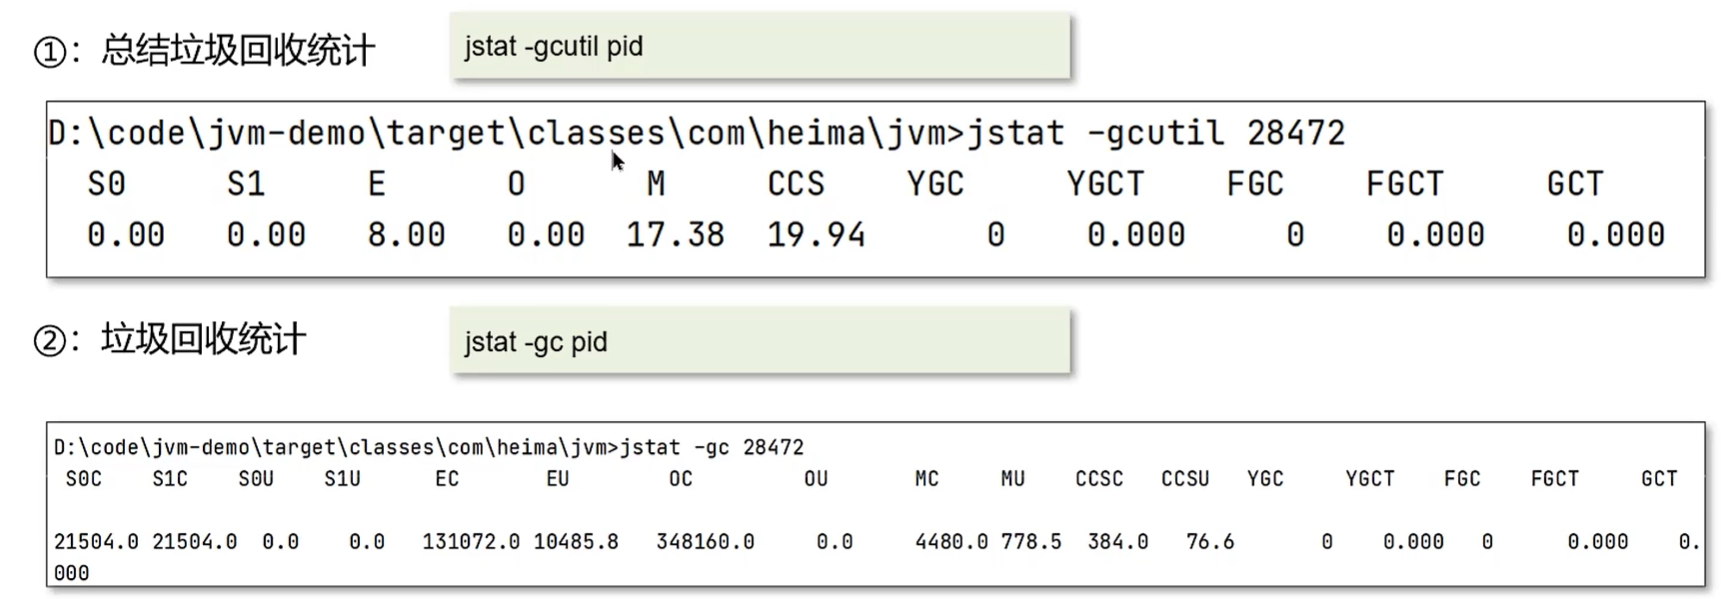 ①：总结垃圾回收统计
jstat -gcutil pid
D:\code\jvm-demo\target\classes\com\heima\jvm>jstat -gcutil 28472
S0 S1 E O M CCS YGC YGCT FGC FGCT GCT
0.00 0.00 8.00 0.00 17.38 19.94 0 0.000 0 0.000 0.000
②：垃圾回收统计
jstat -gc pid
D:\code\jvm-demo\target\classes\com\heima\jvm>jstat -gc 28472
S0C S1C S0U S1U EC EU OC OU MC MU CCSC CCSU YGC YGCT FGC FGCT GCT
21504.0 21504.0 0.0 0.0 131072.0 10485.8 348160.0 0.0 4480.0 778.5 384.0 76.6 0 0.000 0 0.000 0.
000